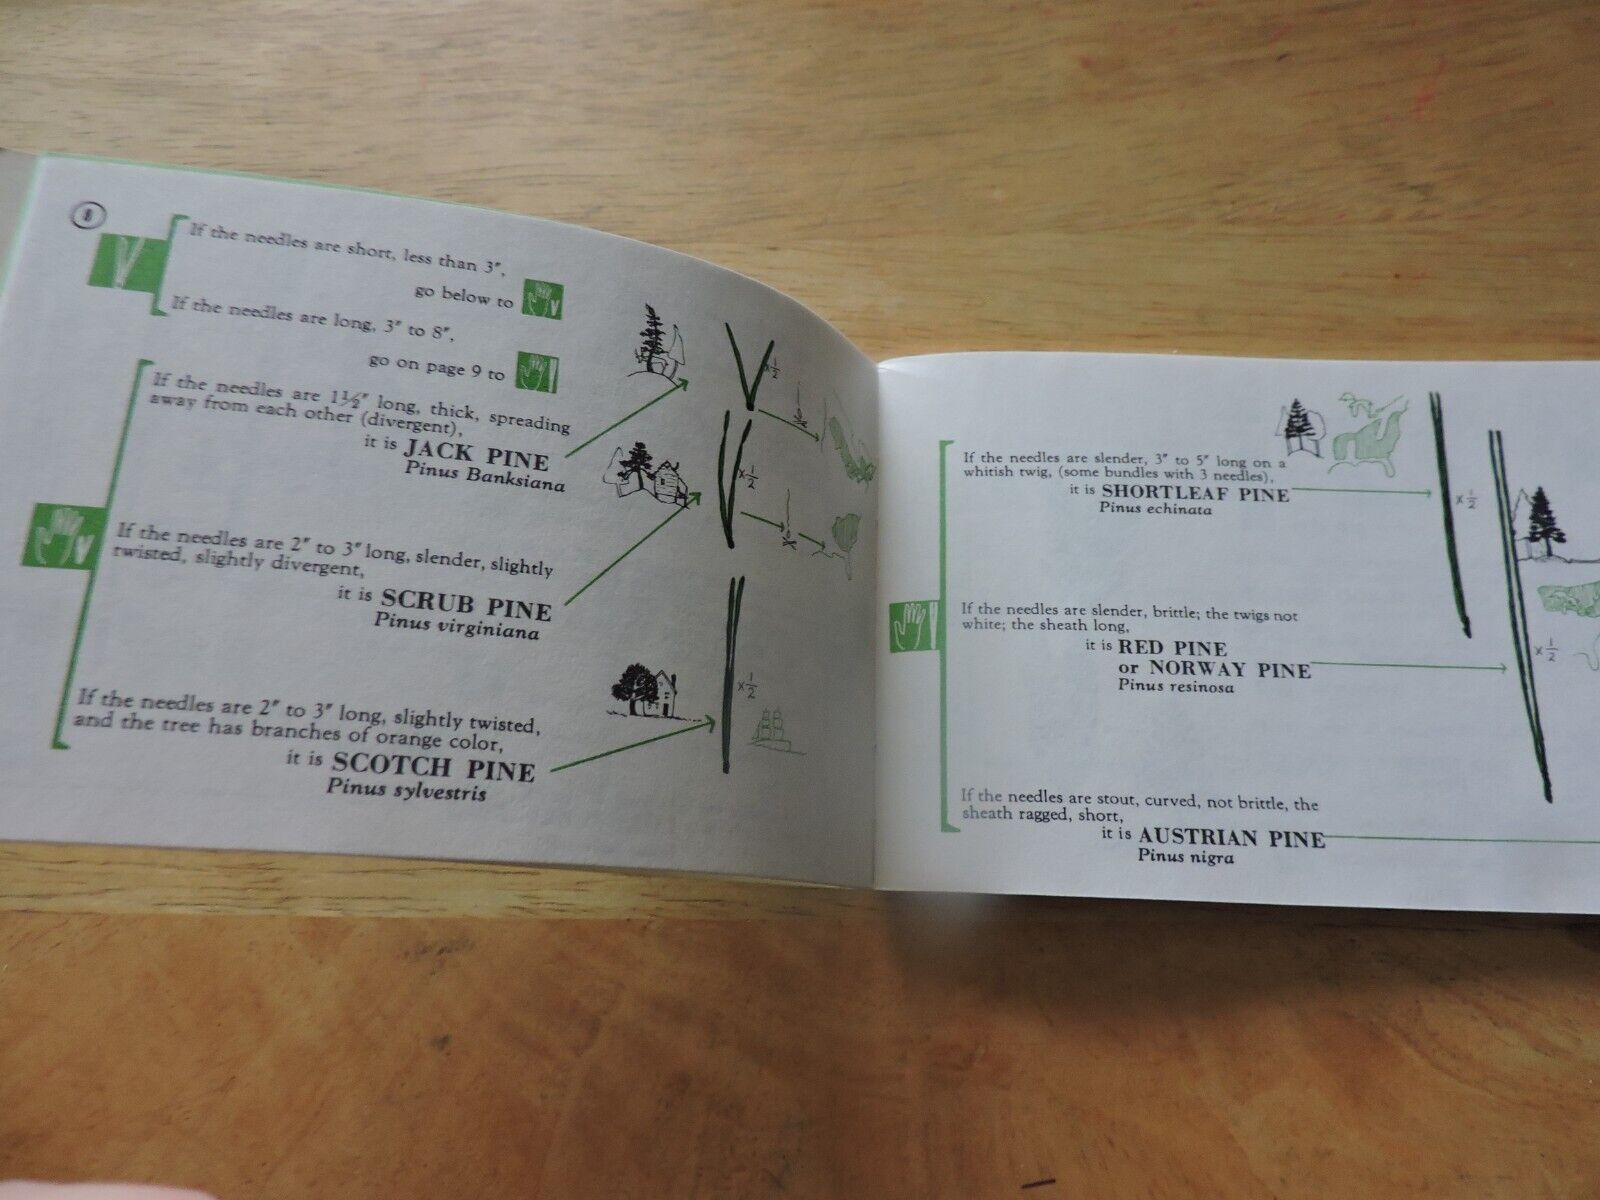 8
If the needles are short, less than 3″,
go below to
If the needles are long, 3″ to 8″,
go on page 9 to
If the needles are 1½″ long, thick, spreading
away from each other (divergent),
it is JACK PINE
Pinus Banksiana
If the needles are 2″ to 3″ long, slender, slightly
twisted, slightly divergent,
it is SCRUB PINE
Pinus virginiana
If the needles are 2″ to 3″ long, slightly twisted,
and the tree has branches of orange color,
it is SCOTCH PINE
Pinus sylvestris
x½
x½
x½
If the needles are slender, 3″ to 5″ long on a
whitish twig, (some bundles with 3 needles),
it is SHORTLEAF PINE
Pinus echinata
x½
If the needles are slender, brittle; the twigs not
white; the sheath long,
it is RED PINE
or NORWAY PINE
Pinus resinosa
x½
If the needles are stout, curved, not brittle, the
sheath ragged, short,
it is AUSTRIAN PINE
Pinus nigra